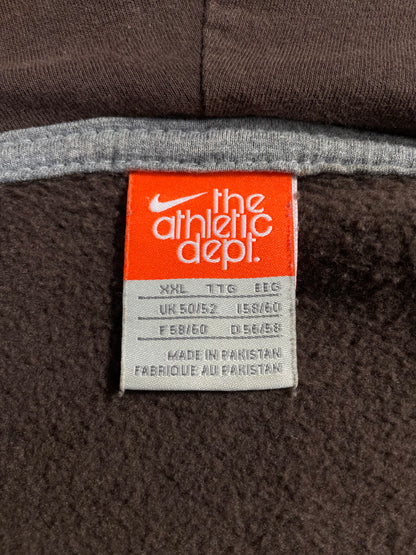 the
athletic
dept.
XXL TTG EEG
UK 50/52 I 58/60
F 58/60 D 56/58
MADE IN PAKISTAN
FABRIQUE AU PAKISTAN